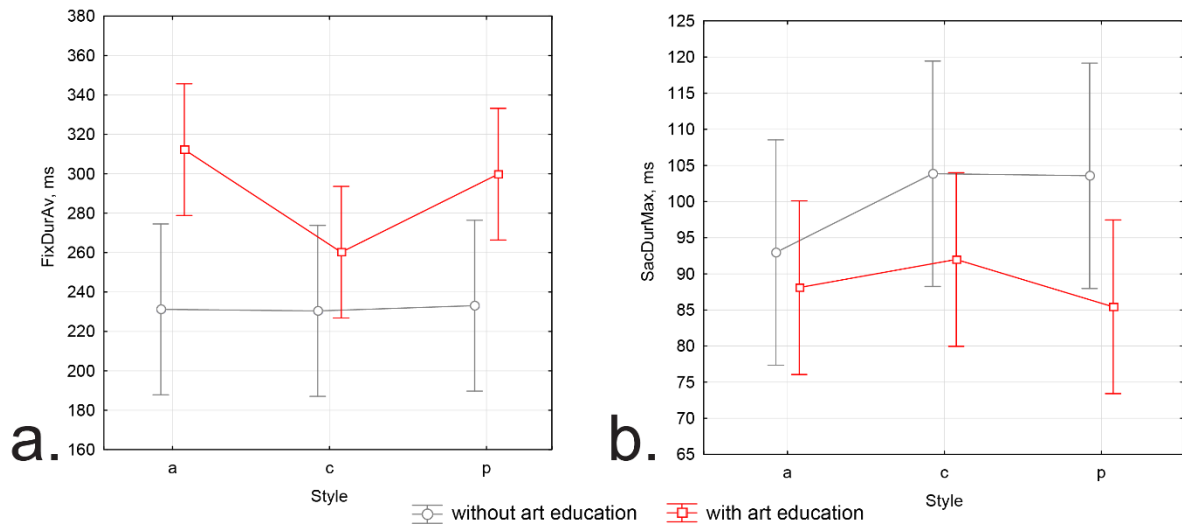 380
360
340
320
300
280
260
240
220
200
180
160
FixDurAv, ms
a c p
Style
a.
125
120
115
110
105
100
95
90
85
80
75
70
65
SacDurMax, ms
a c p
Style
b.
without art education with art education